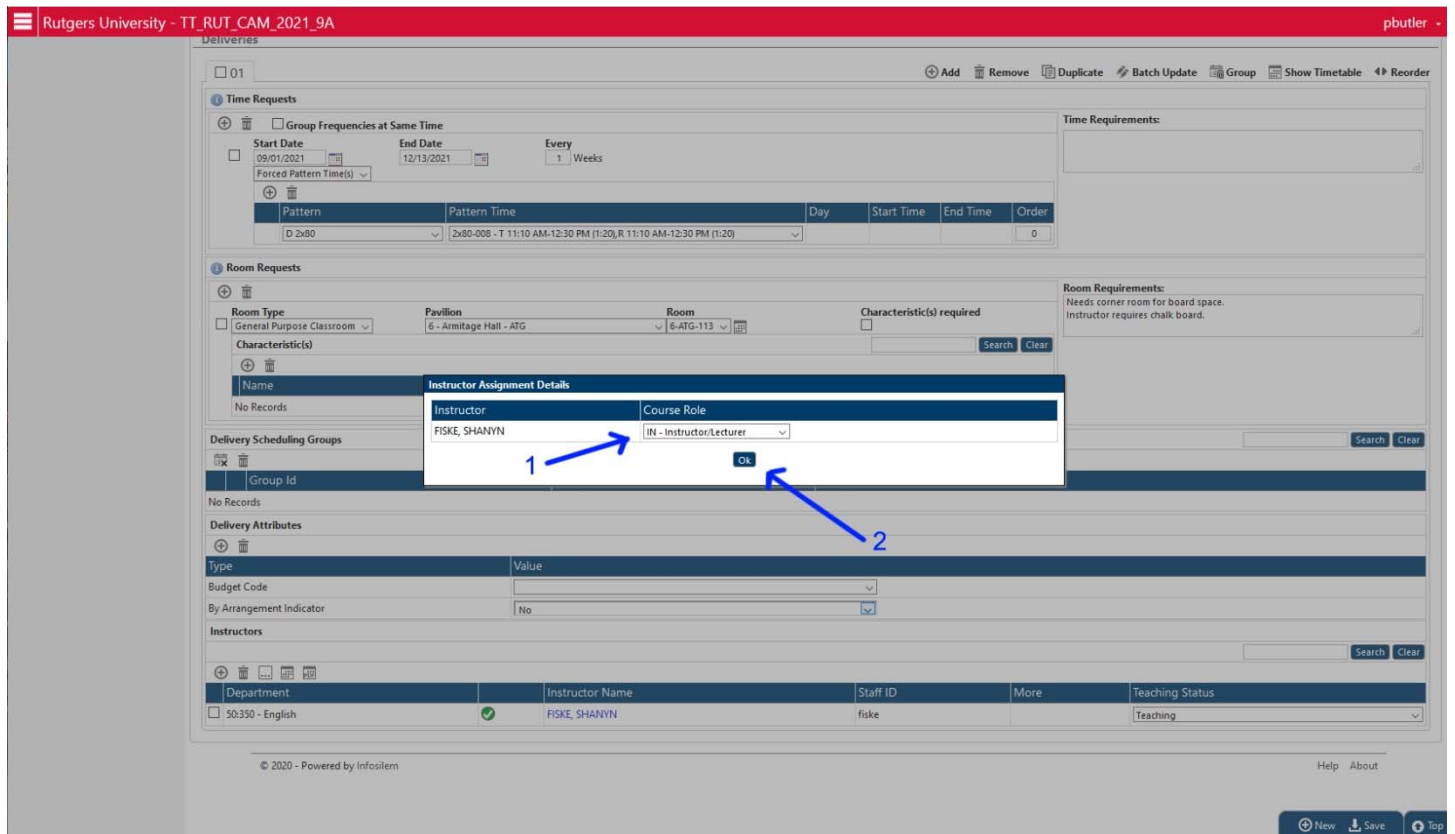 Rutgers University - TT_RUT_CAM_2021_9A pbutler
Deliveries
01 Add Remove Duplicate Batch Update Group Show Timetable Reorder
Time Requests
Group Frequencies at Same Time Time Requirements:
Start Date End Date Every
09/01/2021 12/13/2021 1 Weeks
Forced Pattern Time(s)
Pattern Pattern Time Day Start Time End Time Order
D 2x80 2x80-008 - T 11:10 AM-12:30 PM (1:20),R 11:10 AM-12:30 PM (1:20) 0
Room Requests
Room Requirements:
Needs corner room for board space.
Instructor requires chalk board.
Room Type Pavilion Room Characteristic(s) required
General Purpose Classroom 6 - Armitage Hall - ATG 6-ATG-113
Characteristic(s) Search Clear
Name
No Records
Instructor Assignment Details
Instructor Course Role
FISKE, SHANYN IN - Instructor/Lecturer
Ok
1
2
Delivery Scheduling Groups Search Clear
Group Id
No Records
Delivery Attributes
Type Value
Budget Code
By Arrangement Indicator No
Instructors
Search Clear
...
Department Instructor Name Staff ID More Teaching Status
50:350 - English FISKE, SHANYN fiske Teaching
© 2020 - Powered by Infosilem Help About
New Save Top